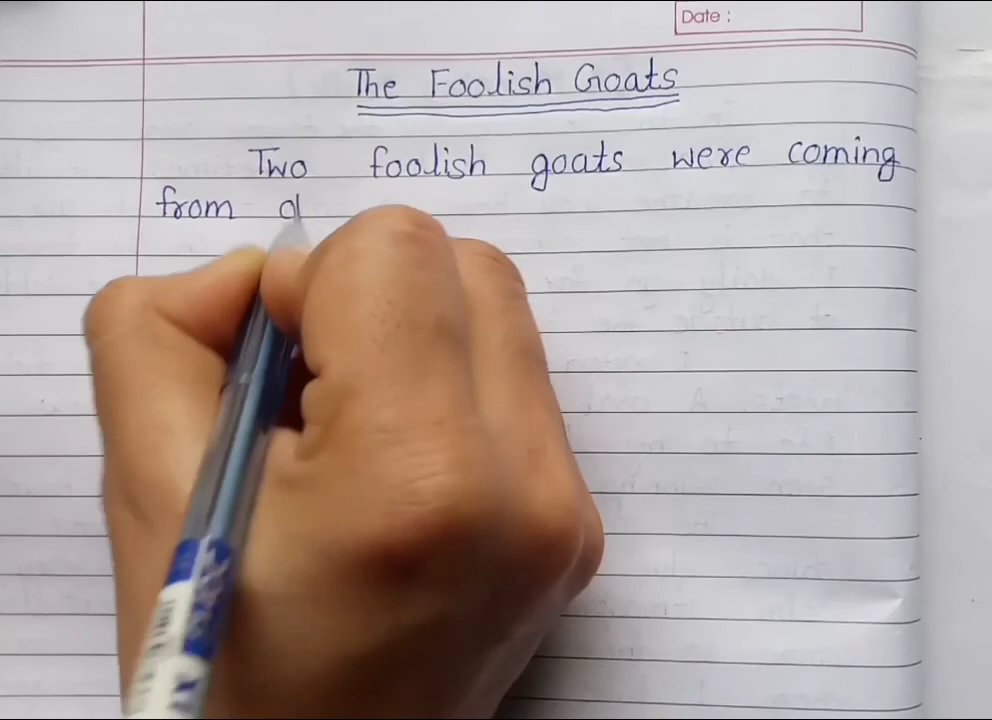 Date :
The Foolish Goats
Two foolish goats were coming
from